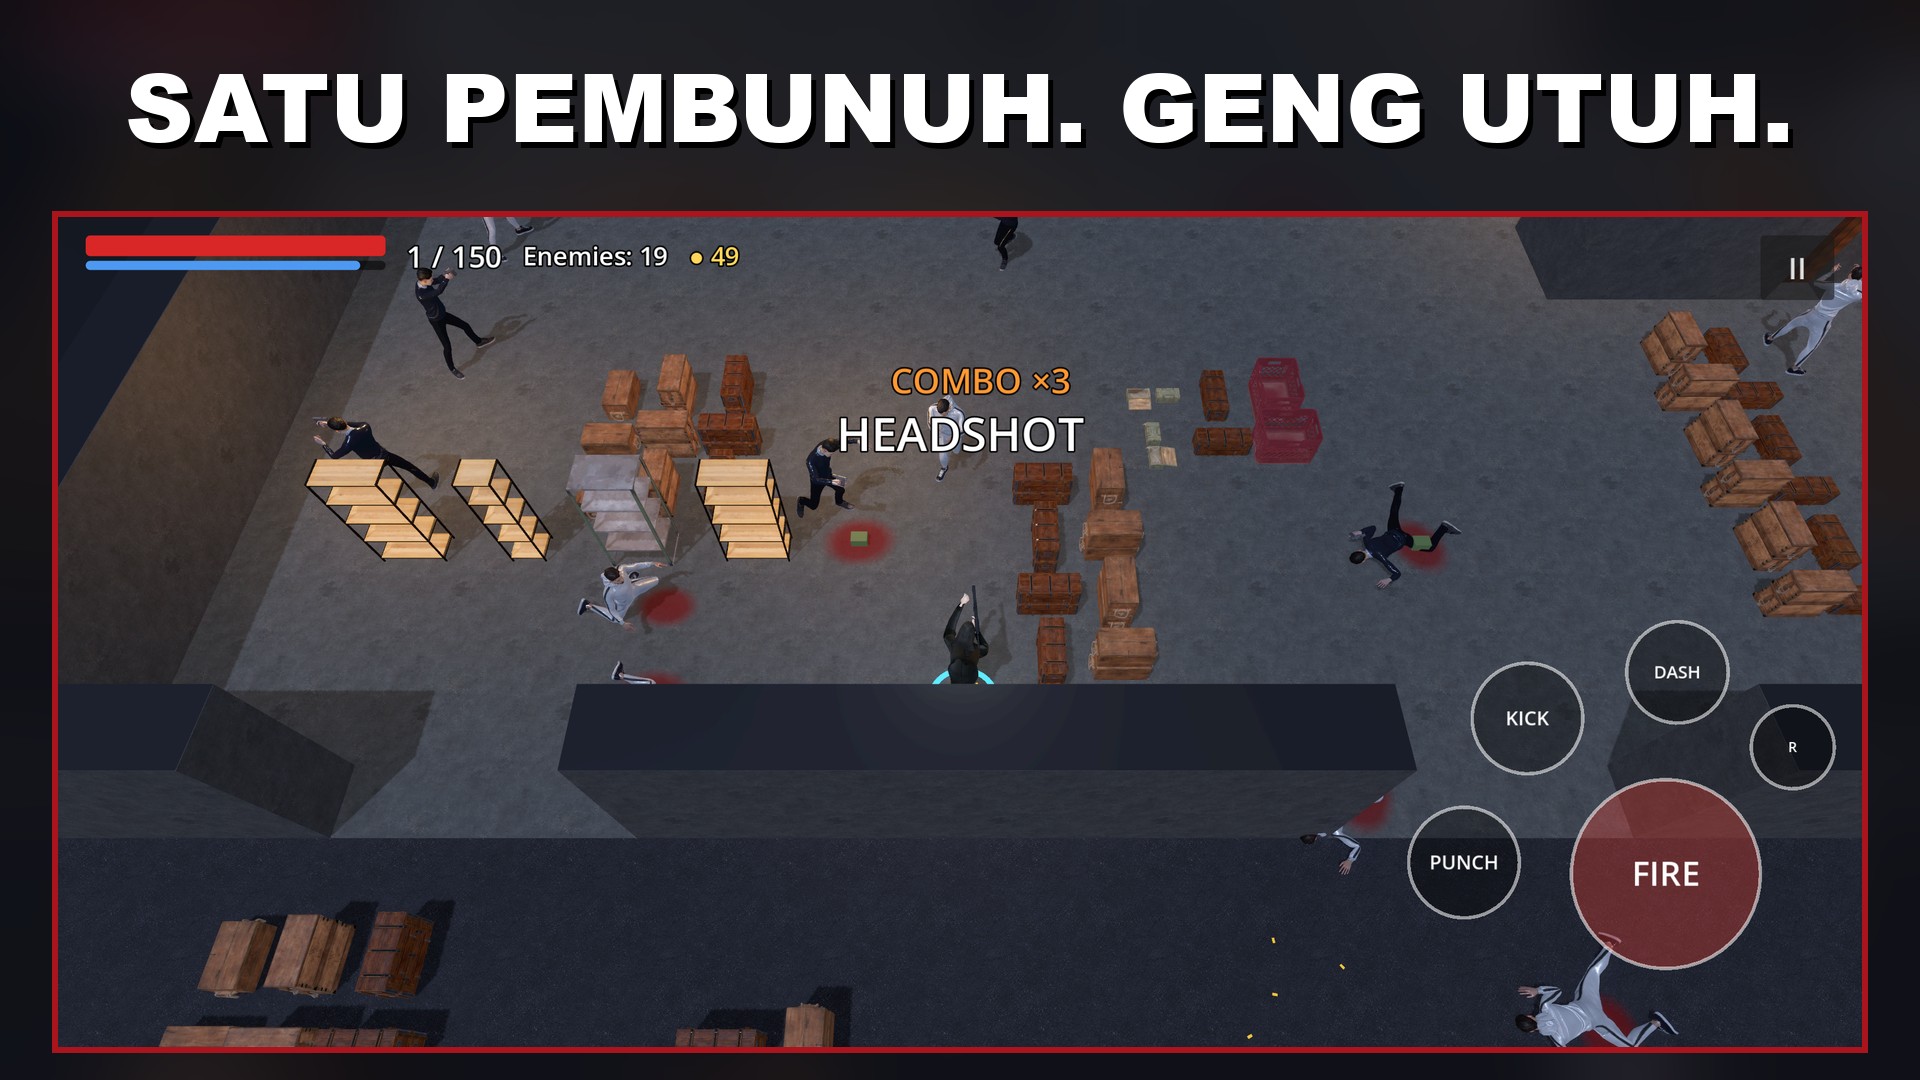 SATU PEMBUNUH. GENG UTUH.
1 / 150 Enemies: 19 49
COMBO ×3
HEADSHOT
DASH
KICK
R
PUNCH
FIRE